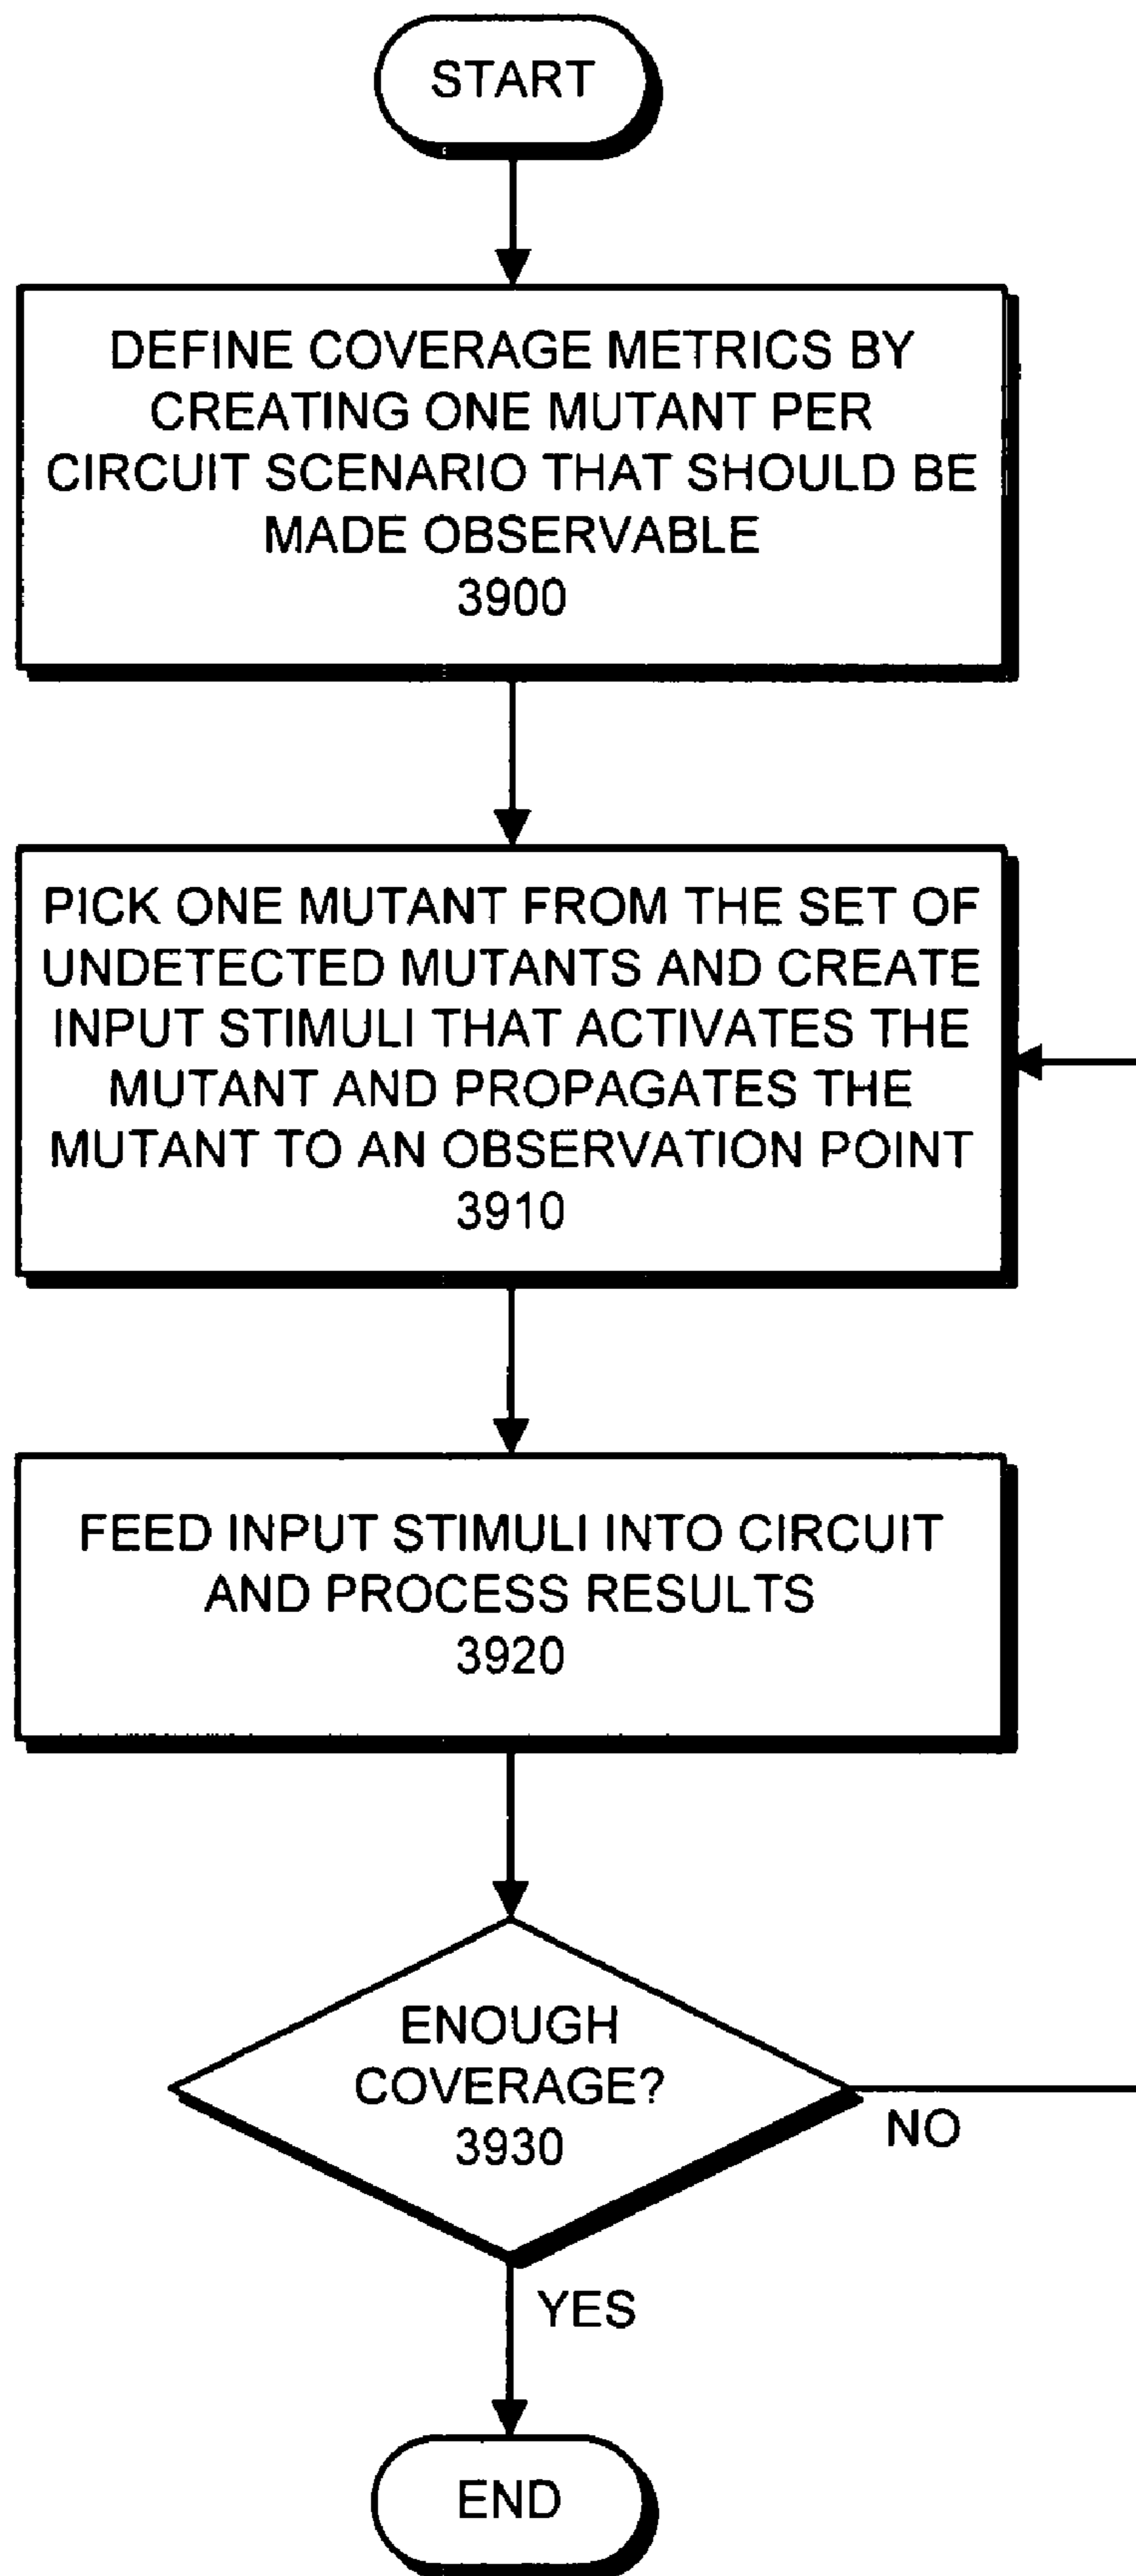 START
DEFINE COVERAGE METRICS BY
CREATING ONE MUTANT PER
CIRCUIT SCENARIO THAT SHOULD BE
MADE OBSERVABLE
3900
PICK ONE MUTANT FROM THE SET OF
UNDETECTED MUTANTS AND CREATE
INPUT STIMULI THAT ACTIVATES THE
MUTANT AND PROPAGATES THE
MUTANT TO AN OBSERVATION POINT
3910
FEED INPUT STIMULI INTO CIRCUIT
AND PROCESS RESULTS
3920
ENOUGH
COVERAGE?
3930
NO
YES
END